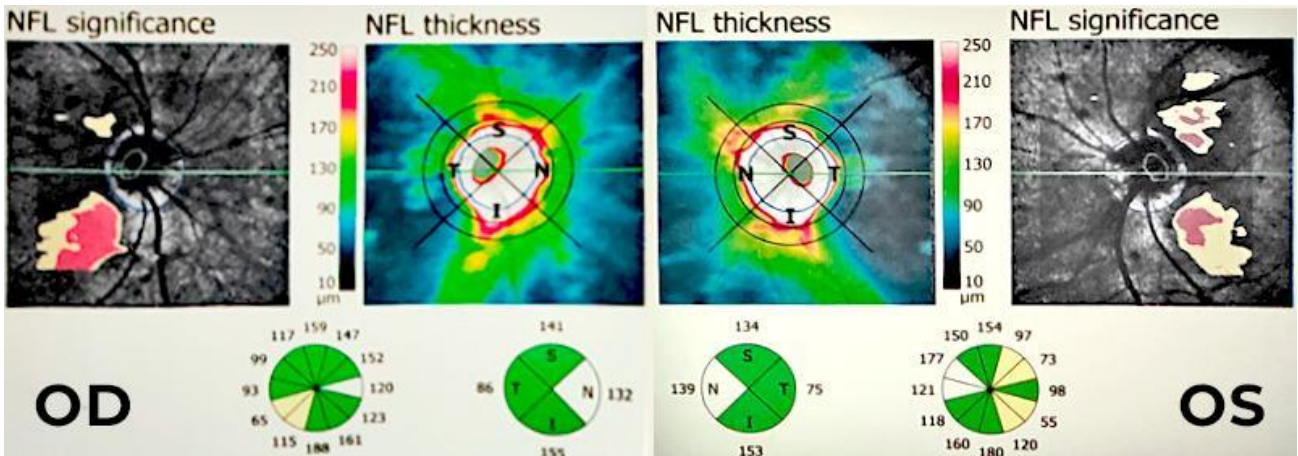 NFL significance
NFL thickness
NFL thickness
NFL significance
250
210
170
130
90
50
10
µm
S
T
N
I
S
N
T
I
250
210
170
130
90
50
10
µm
159
117
147
99
152
93
120
65
123
115
161
188
141
S
86
T
N
132
I
155
134
S
139
N
T
75
I
153
154
150
97
177
73
121
98
118
55
160
120
180
OD
OS